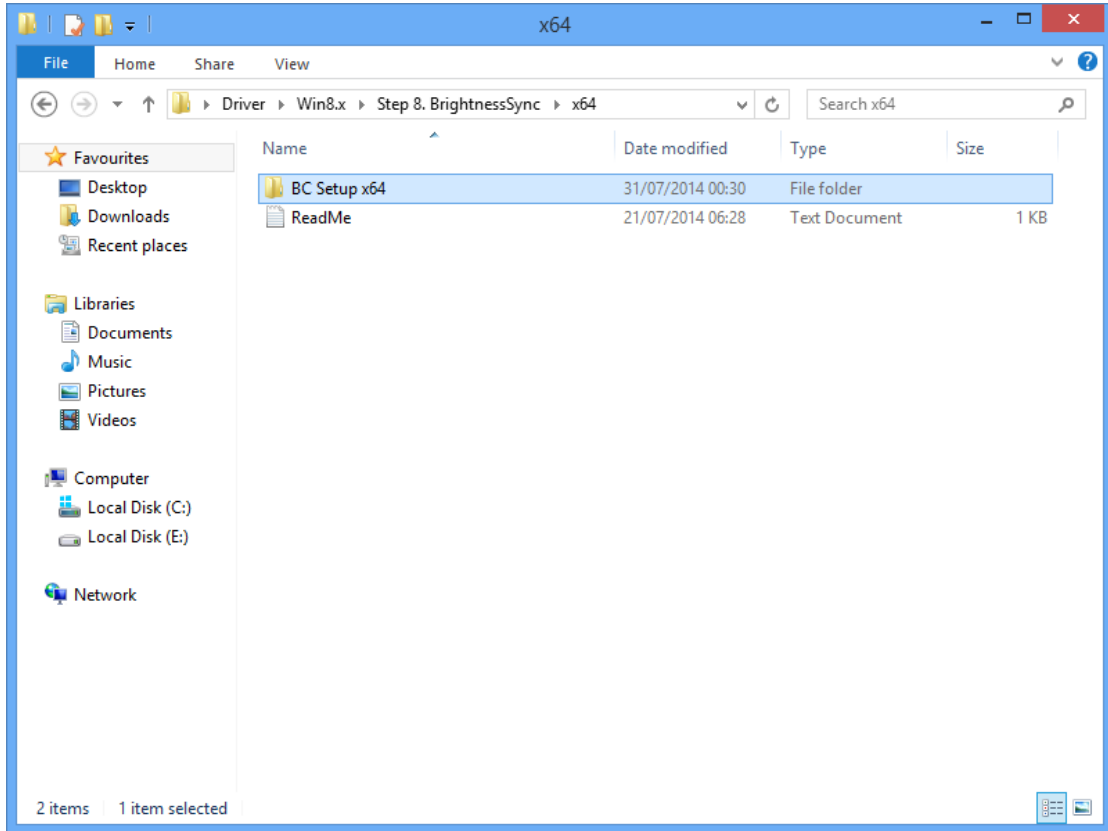 x64
File Home Share View
Driver Win8.x Step 8. BrightnessSync x64 Search x64
Name Date modified Type Size
Favourites
Desktop
Downloads
Recent places
Libraries
Documents
Music
Pictures
Videos
Computer
Local Disk (C:)
Local Disk (E:)
Network
BC Setup x64 31/07/2014 00:30 File folder
ReadMe 21/07/2014 06:28 Text Document 1 KB
2 items 1 item selected